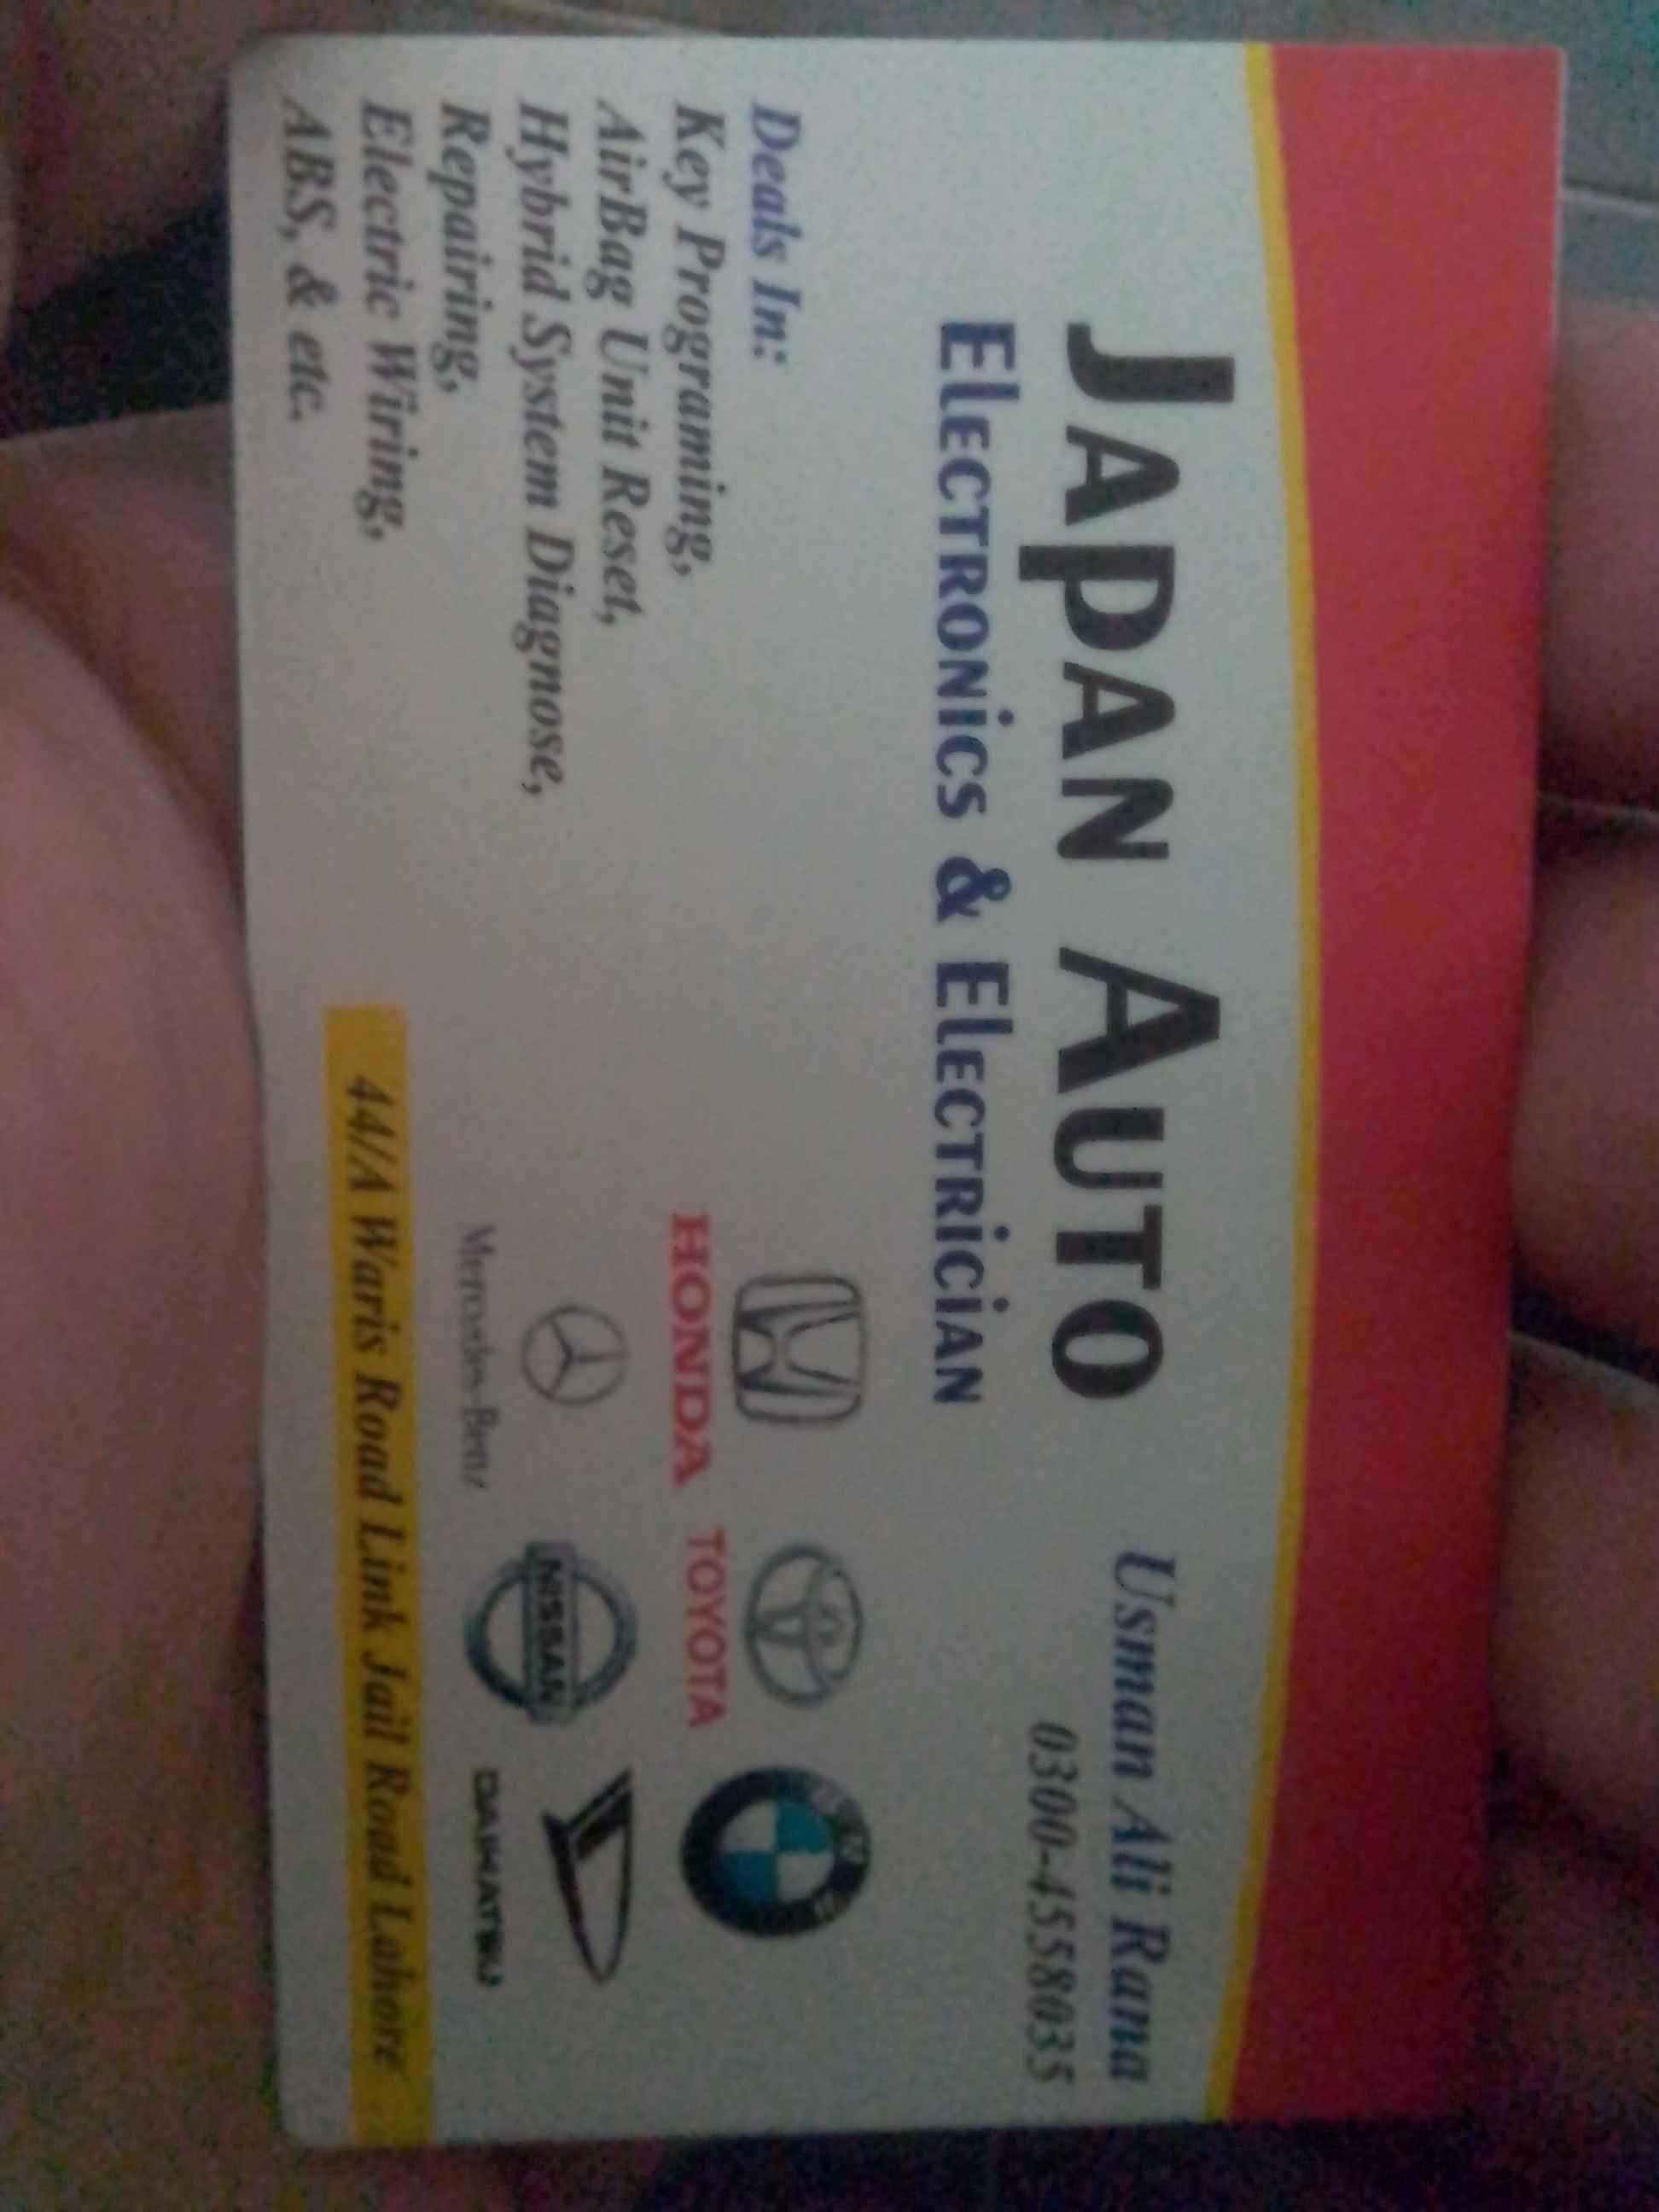 Japan Auto
Electronics & Electrician
Usman Ali Rana
0300-4558035
Deals In:
Key Programing,
AirBag Unit Reset,
Hybrid System Diagnose,
Repairing,
Electric Wiring,
ABS, & etc.
HONDA
TOYOTA
BMW
Mercedes-Benz
NISSAN
DAIHATSU
44/A Waris Road Link Jail Road Lahore